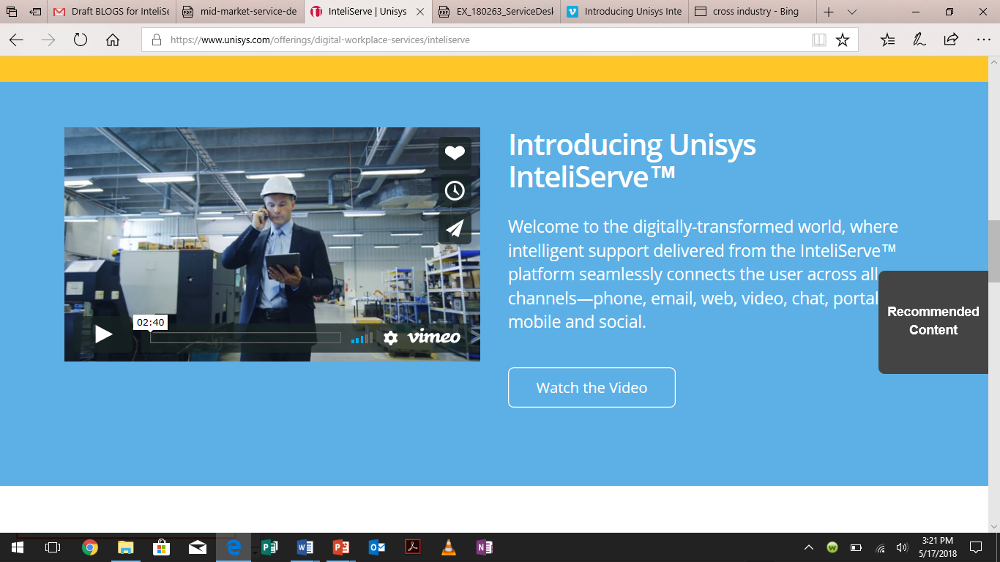 Draft BLOGS for InteliSe
mid-market-service-de
InteliServe | Unisys
EX_180263_ServiceDesk
Introducing Unisys Inte
cross industry - Bing
https://www.unisys.com/offerings/digital-workplace-services/inteliserve
Introducing Unisys
InteliServe™
Welcome to the digitally-transformed world, where
intelligent support delivered from the InteliServe™
platform seamlessly connects the user across all
channels—phone, email, web, video, chat, portal
mobile and social.
Recommended
Content
02:40
vimeo
Watch the Video
3:21 PM
5/17/2018